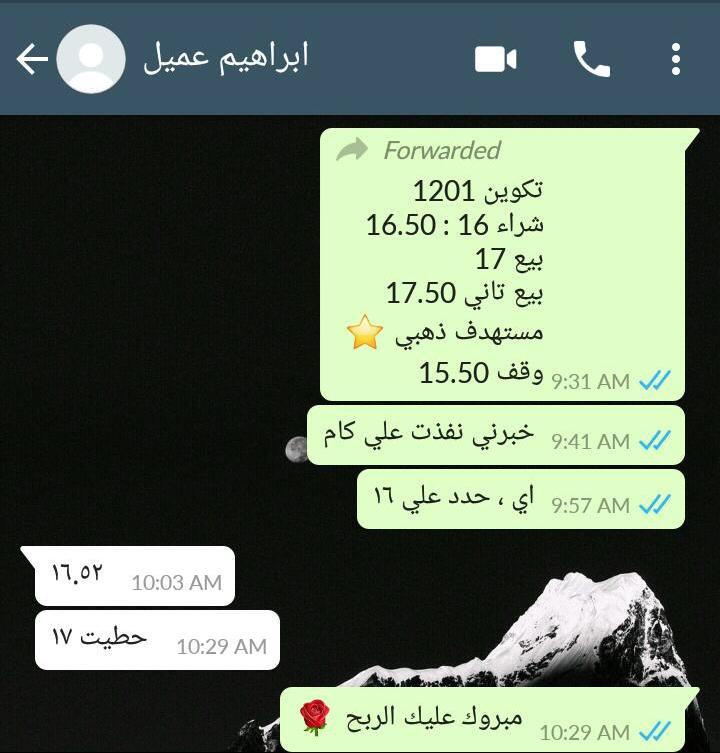 ابراهيم عميل
Forwarded
تكوين 1201
شراء 16 : 16.50
بيع 17
بيع تاني 17.50
مستهدف ذهبي ⭐
وقف 15.50
9:31 AM
خبرني نفذت علي كام
9:41 AM
اي ، حدد علي ١٦
9:57 AM
١٦.٥٢
10:03 AM
حطيت ١٧
10:29 AM
مبروك عليك الربح 🌹
10:29 AM